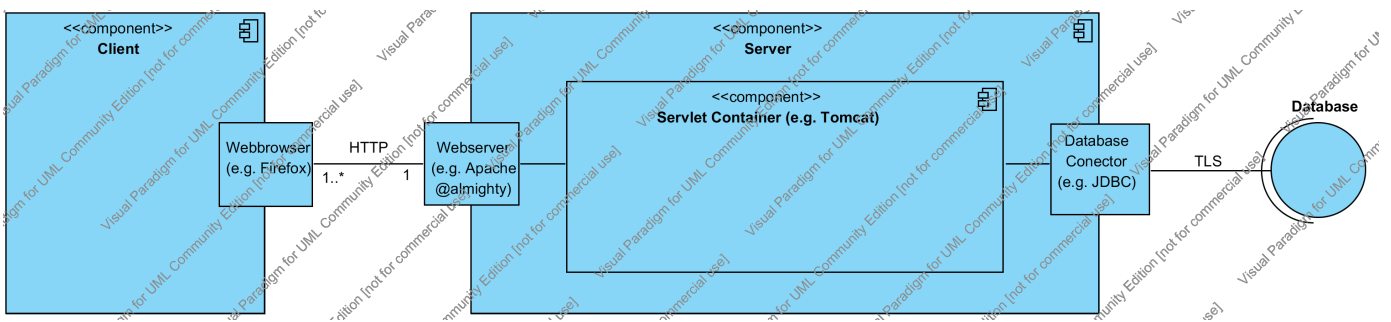 <<component>>
Client
Webbrowser
(e.g. Firefox)
HTTP
1..*
1
<<component>>
Server
Webserver
(e.g. Apache
@almighty)
<<component>>
Servlet Container (e.g. Tomcat)
Database
Conector
(e.g. JDBC)
TLS
Database
Visual Paradigm for UML Community Edition [not for commercial use]